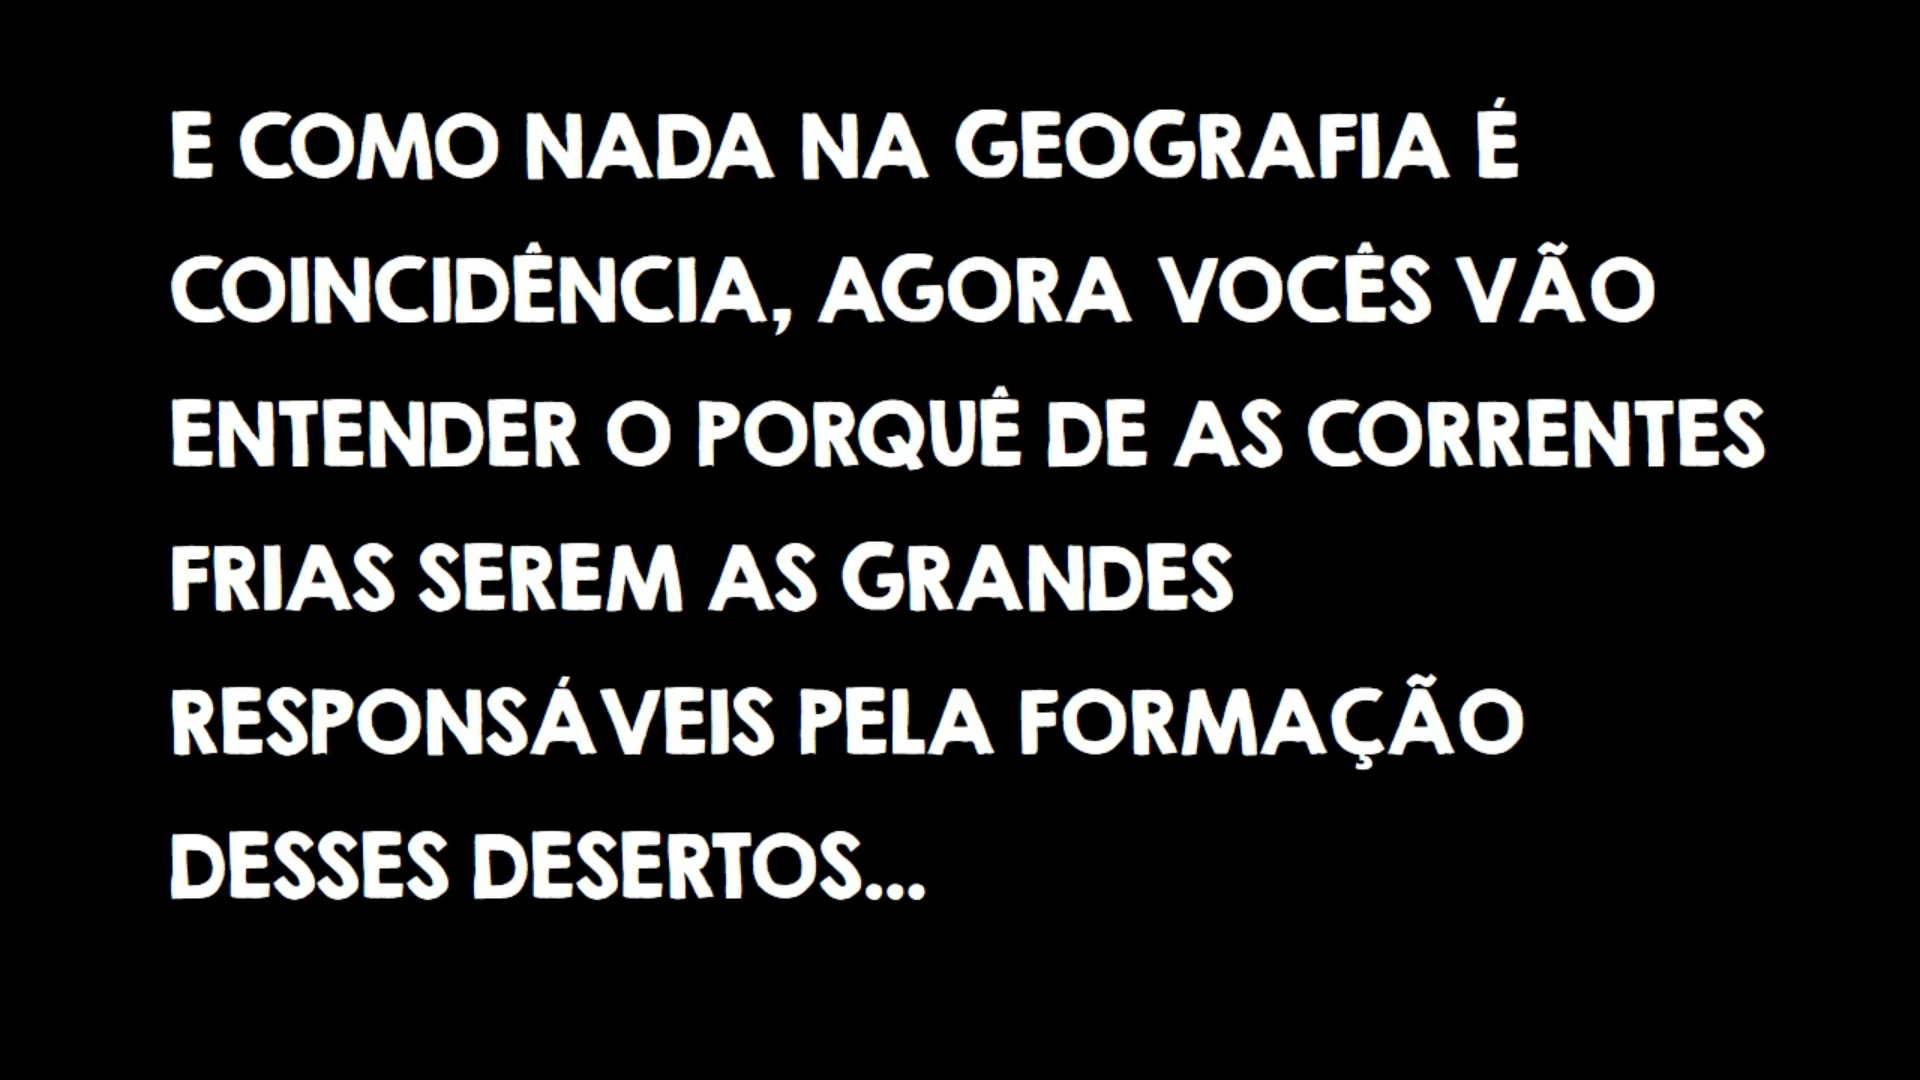 E COMO NADA NA GEOGRAFIA É
COINCIDÊNCIA, AGORA VOCÊS VÃO
ENTENDER O PORQUÊ DE AS CORRENTES
FRIAS SEREM AS GRANDES
RESPONSÁVEIS PELA FORMAÇÃO
DESSES DESERTOS...